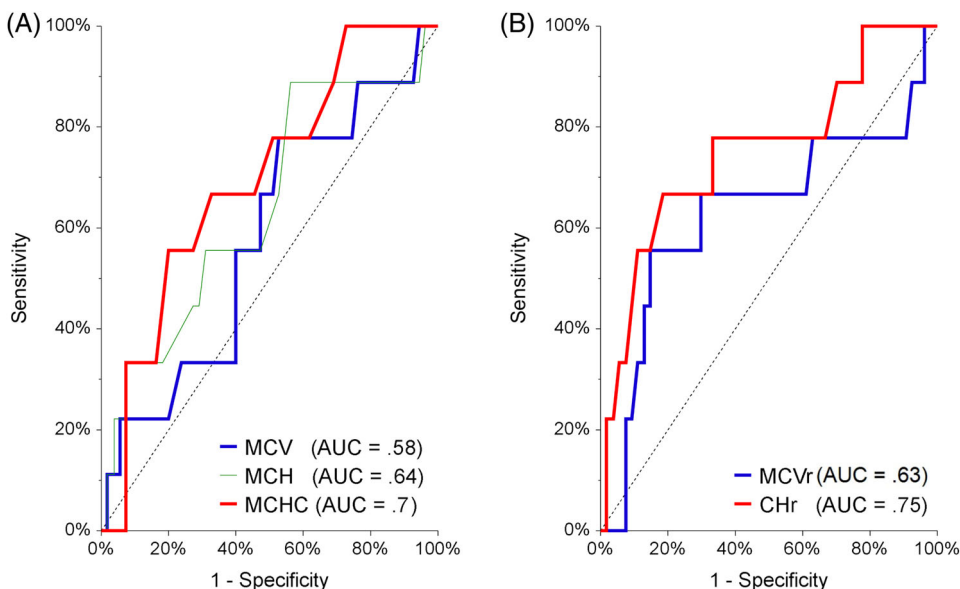 (A)
100%
80%
60%
40%
20%
0%
Sensitivity
MCV (AUC = .58)
MCH (AUC = .64)
MCHC (AUC = .7)
0% 20% 40% 60% 80% 100%
1 - Specificity
(B)
100%
80%
60%
40%
20%
0%
Sensitivity
MCVr (AUC = .63)
CHr (AUC = .75)
0% 20% 40% 60% 80% 100%
1 - Specificity